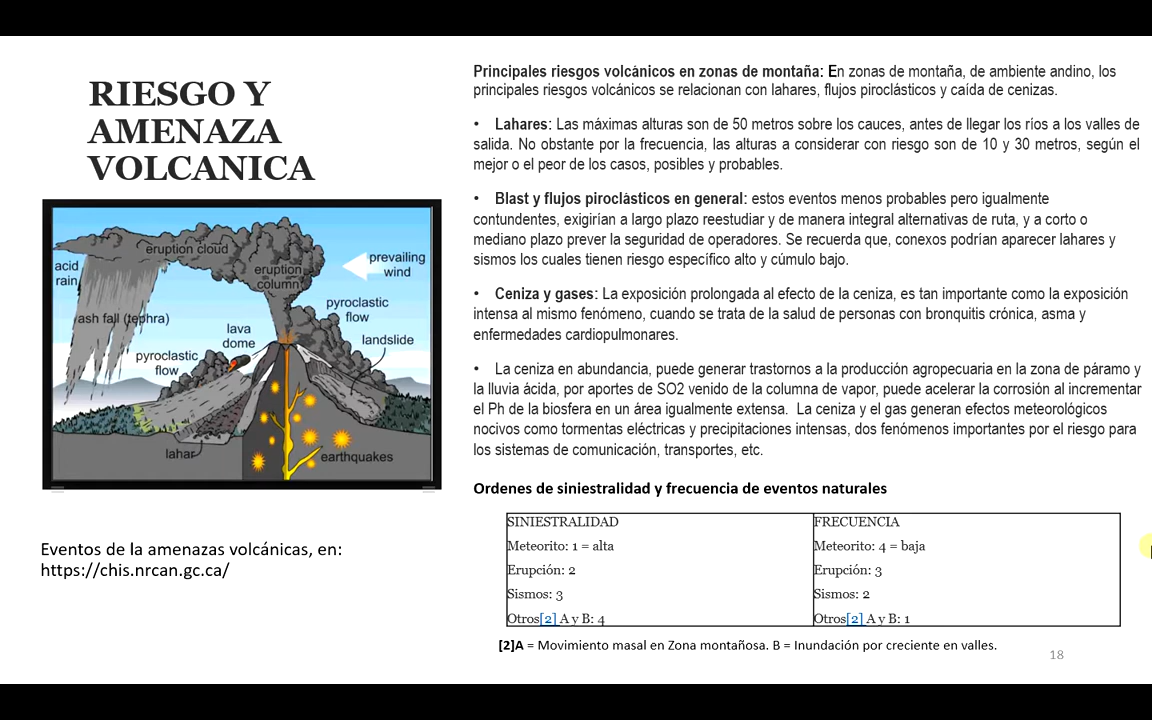 RIESGO Y
AMENAZA
VOLCANICA
eruption cloud
acid
rain
eruption
column
prevailing
wind
ash fall (tephra)
pyroclastic
flow
lava
dome
landslide
pyroclastic
flow
lahar
earthquakes
Eventos de la amenazas volcánicas, en:
https://chis.nrcan.gc.ca/
Principales riesgos volcánicos en zonas de montaña: En zonas de montaña, de ambiente andino, los
principales riesgos volcánicos se relacionan con lahares, flujos piroclásticos y caída de cenizas.
• Lahares: Las máximas alturas son de 50 metros sobre los cauces, antes de llegar los ríos a los valles de
salida. No obstante por la frecuencia, las alturas a considerar con riesgo son de 10 y 30 metros, según el
mejor o el peor de los casos, posibles y probables.
• Blast y flujos piroclásticos en general: estos eventos menos probables pero igualmente
contundentes, exigirían a largo plazo reestudiar y de manera integral alternativas de ruta, y a corto o
mediano plazo prever la seguridad de operadores. Se recuerda que, conexos podrían aparecer lahares y
sismos los cuales tienen riesgo específico alto y cúmulo bajo.
• Ceniza y gases: La exposición prolongada al efecto de la ceniza, es tan importante como la exposición
intensa al mismo fenómeno, cuando se trata de la salud de personas con bronquitis crónica, asma y
enfermedades cardiopulmonares.
• La ceniza en abundancia, puede generar trastornos a la producción agropecuaria en la zona de páramo y
la lluvia ácida, por aportes de SO2 venido de la columna de vapor, puede acelerar la corrosión al incrementar
el Ph de la biosfera en un área igualmente extensa. La ceniza y el gas generan efectos meteorológicos
nocivos como tormentas eléctricas y precipitaciones intensas, dos fenómenos importantes por el riesgo para
los sistemas de comunicación, transportes, etc.
Ordenes de siniestralidad y frecuencia de eventos naturales
SINIESTRALIDAD
Meteorito: 1 = alta
Erupción: 2
Sismos: 3
Otros[2] A y B: 4
FRECUENCIA
Meteorito: 4 = baja
Erupción: 3
Sismos: 2
Otros[2] A y B: 1
[2]A = Movimiento masal en Zona montañosa. B = Inundación por creciente en valles.
18